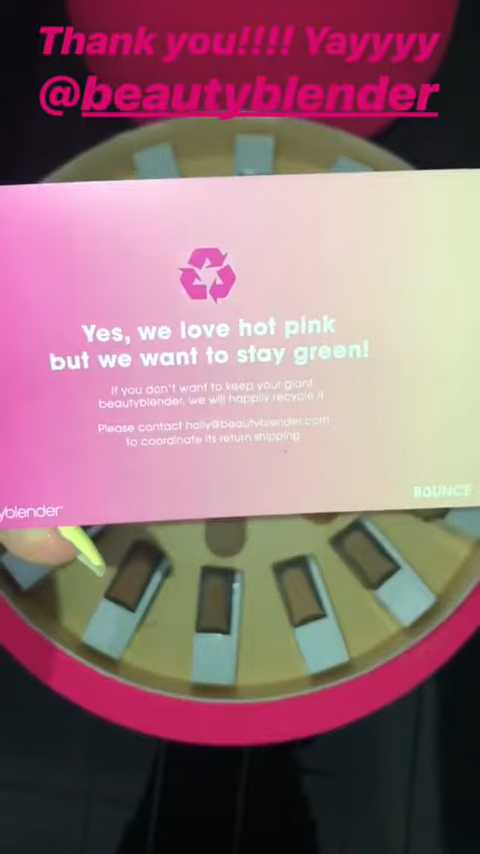 Thank you!!!! Yayyyy
@beautyblender
Yes, we love hot pink
but we want to stay green!
If you don't want to keep your giant
beautyblender, we will happily recycle it
Please contact holly@beautyblender.com
to coordinate its return shipping
BOUNCE
yblender